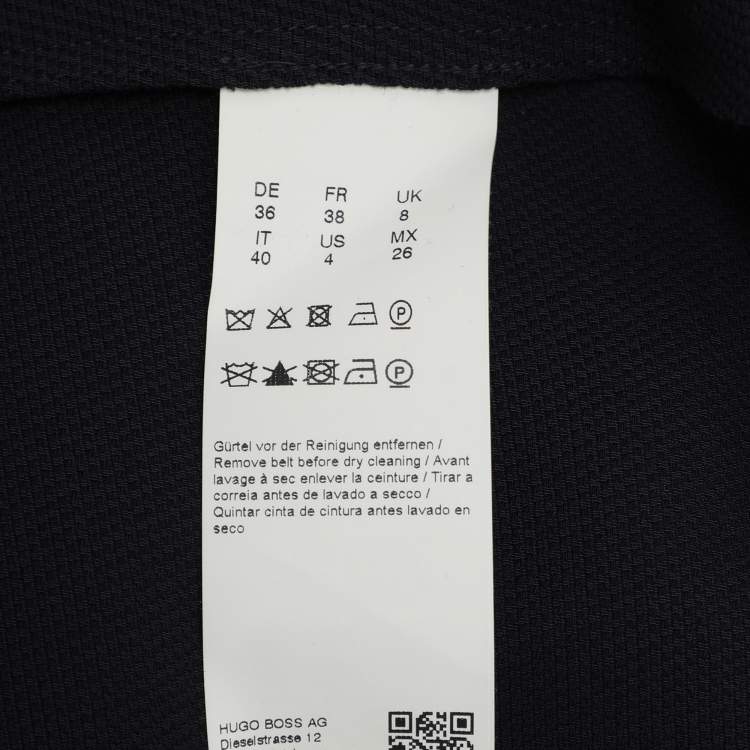 DE FR UK
36 38 8
IT US MX
40 4 26
P
P
Gürtel vor der Reinigung entfernen /
Remove belt before dry cleaning / Avant
lavage à sec enlever la ceinture / Tirar a
correia antes de lavado a secco /
Quintar cinta de cintura antes lavado en
seco
HUGO BOSS AG
Dieselstrasse 12